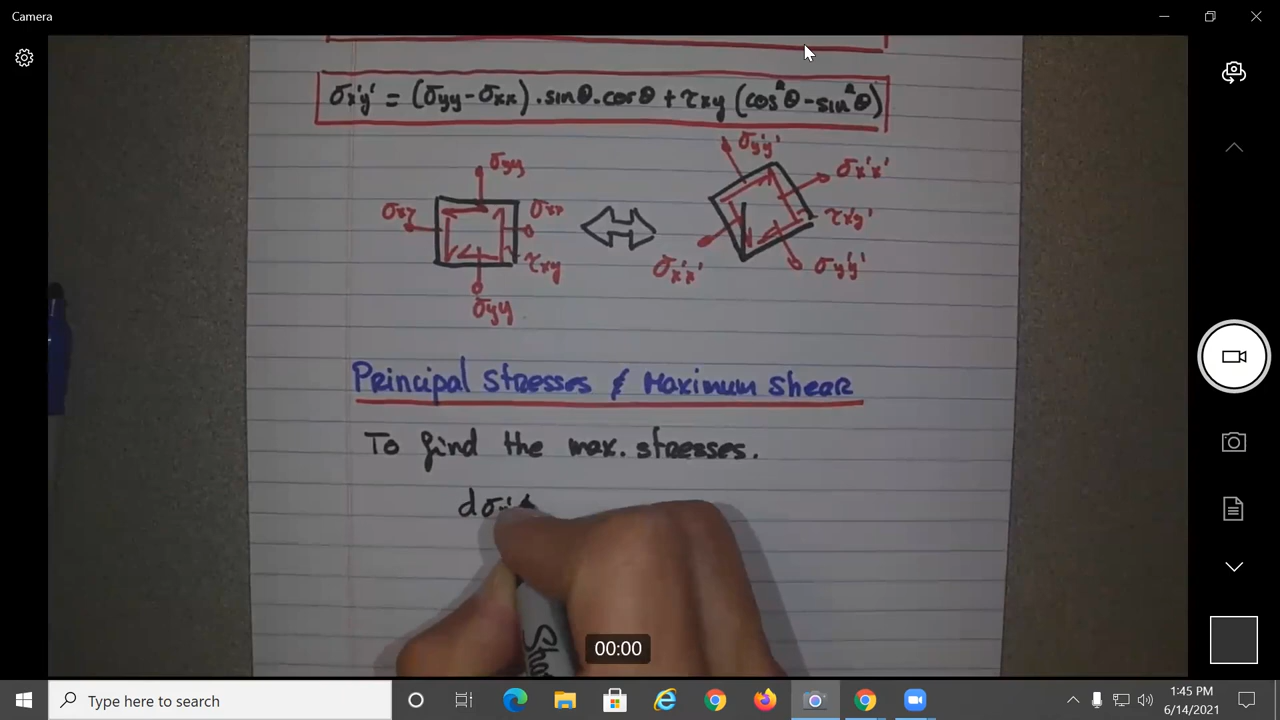 Camera
σx'y' = (σyy - σxx) . sinθ . cosθ + τxy (cos²θ - sin²θ)
σyy
σy'y'
σx'x'
σxx
τx'y'
τxy
σx'x'
σy'y'
σyy
Principal Stresses & Maximum Shear
To find the max. stresses.
dσx'
00:00
Type here to search
1:45 PM
6/14/2021